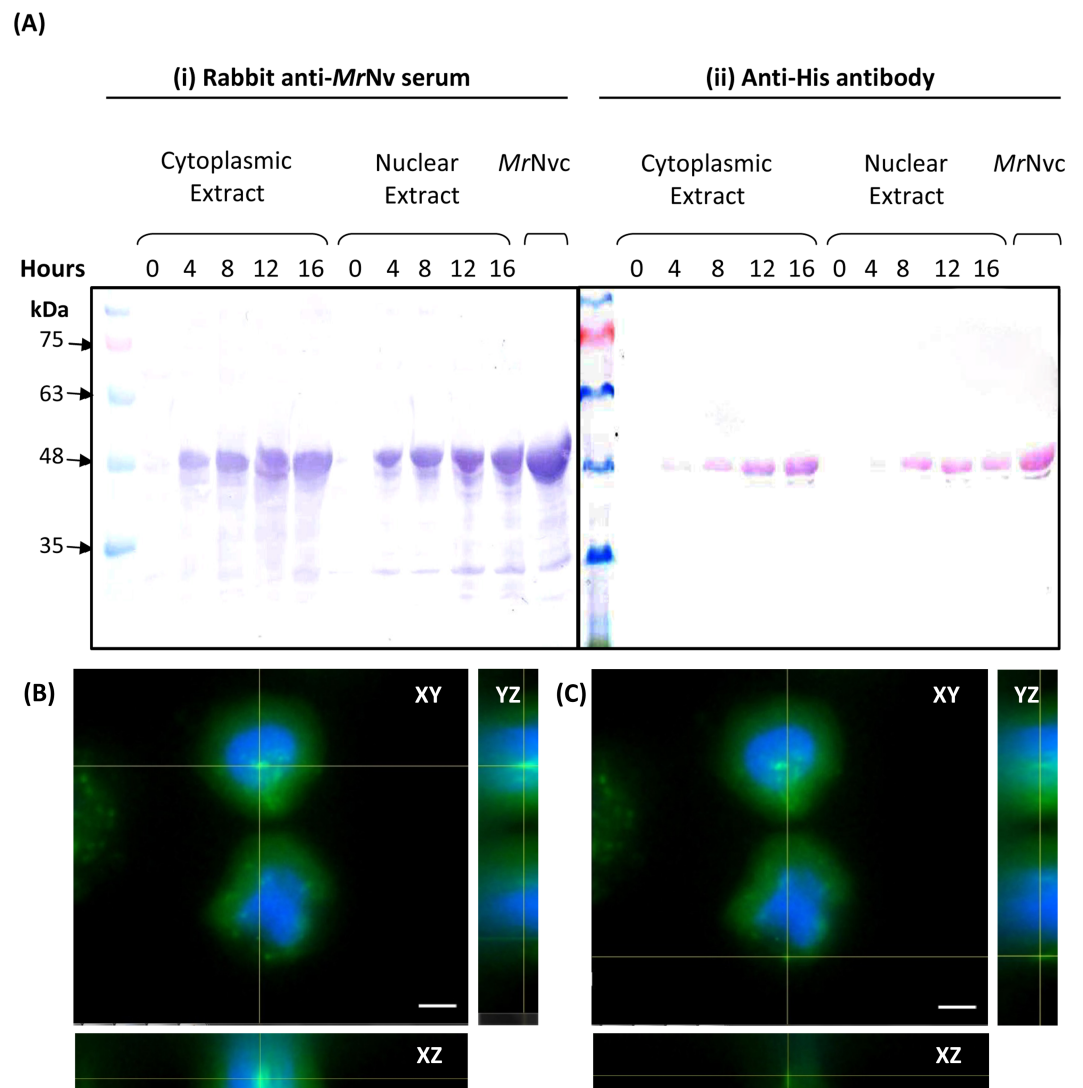 (A)
(i) Rabbit anti-MrNv serum (ii) Anti-His antibody
Cytoplasmic Extract Nuclear Extract MrNvc Cytoplasmic Extract Nuclear Extract MrNvc
Hours 0 4 8 12 16 0 4 8 12 16 0 4 8 12 16 0 4 8 12 16
kDa
75
63
48
35
(B) XY YZ (C) XY YZ
XZ XZ